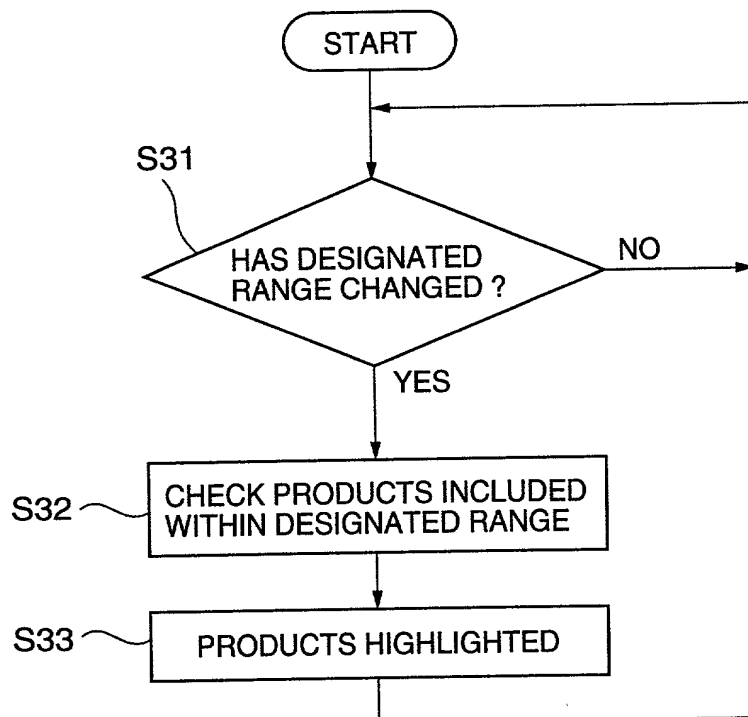 START
S31
HAS DESIGNATED
RANGE CHANGED ?
NO
YES
S32
CHECK PRODUCTS INCLUDED
WITHIN DESIGNATED RANGE
S33
PRODUCTS HIGHLIGHTED